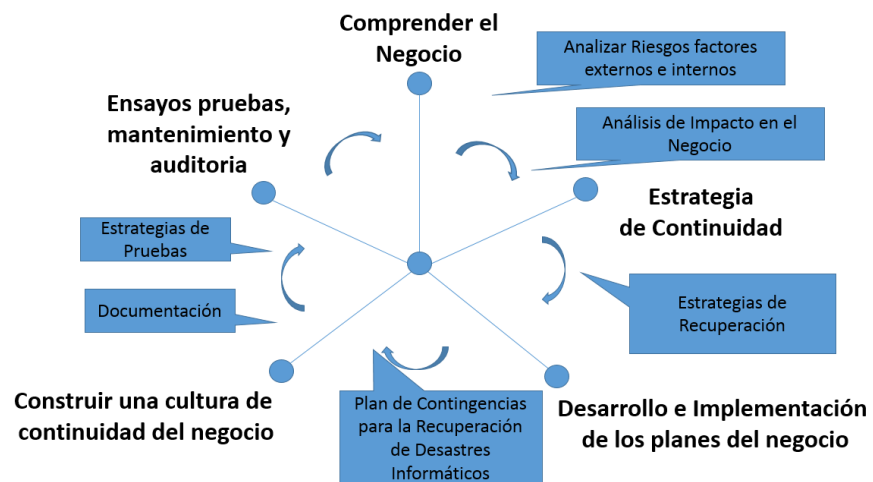 Comprender el
Negocio
Analizar Riesgos factores
externos e internos
Ensayos pruebas,
mantenimiento y
auditoria
Análisis de Impacto en el
Negocio
Estrategia
de Continuidad
Estrategias de
Pruebas
Documentación
Estrategias de
Recuperación
Construir una cultura de
continuidad del negocio
Plan de Contingencias
para la Recuperación
de Desastres
Informáticos
Desarrollo e Implementación
de los planes del negocio